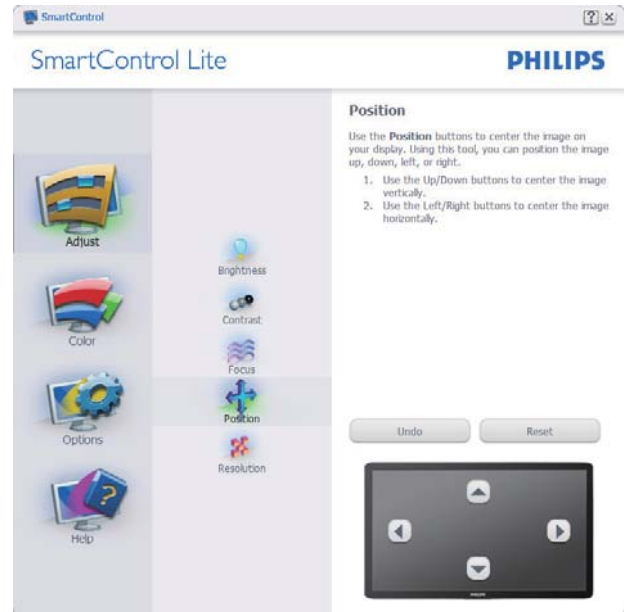 SmartControl
SmartControl Lite
PHILIPS
Adjust
Color
Options
Help
Brightness
Contrast
Focus
Position
Resolution
Position
Use the Position buttons to center the image on
your display. Using this tool, you can position the image
up, down, left, or right.
1. Use the Up/Down buttons to center the image
vertically.
2. Use the Left/Right buttons to center the image
horizontally.
Undo
Reset
PHILIPS